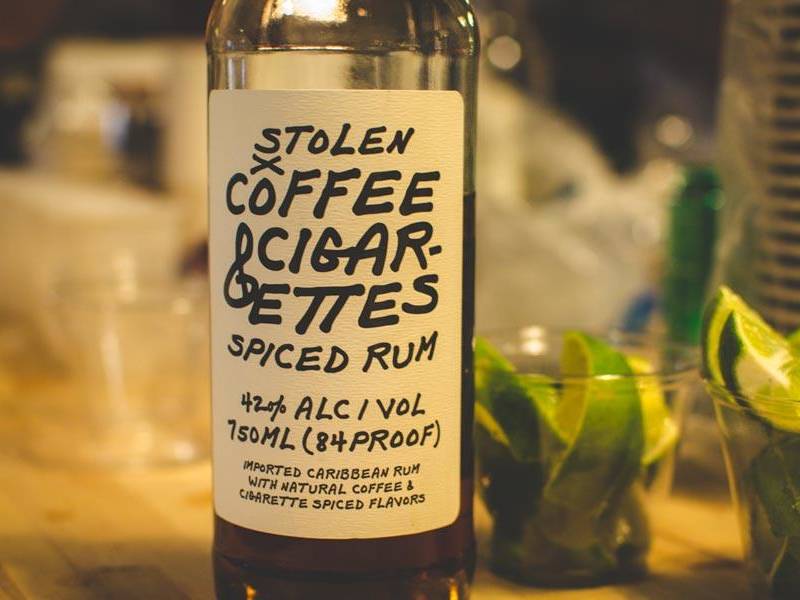 STOLEN
X
COFFEE
& CIGAR-
ETTES
SPICED RUM
42% ALC / VOL
750ML (84PROOF)
IMPORTED CARIBBEAN RUM
WITH NATURAL COFFEE &
CIGARETTE SPICED FLAVORS